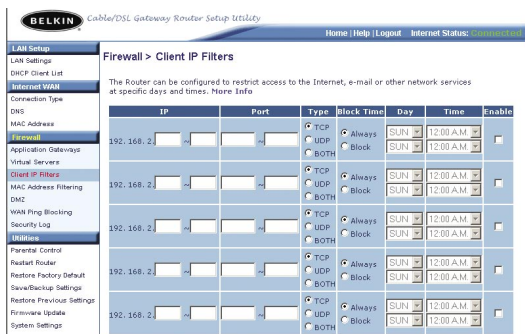 BELKIN Cable/DSL Gateway Router Setup Utility
Home | Help | Logout Internet Status: Connected
LAN Setup
LAN Settings
DHCP Client List
Internet WAN
Connection Type
DNS
MAC Address
Firewall
Application Gateways
Virtual Servers
Client IP Filters
MAC Address Filtering
DMZ
WAN Ping Blocking
Security Log
Utilities
Parental Control
Restart Router
Restore Factory Default
Save/Backup Settings
Restore Previous Settings
Firmware Update
System Settings
Firewall > Client IP Filters
The Router can be configured to restrict access to the Internet, e-mail or other network services
at specific days and times. More Info
IP Port Type Block Time Day Time Enable
192.168.2. ~ ~ TCP UDP BOTH Always Block SUN SUN 12:00 A.M. 12:00 A.M.
192.168.2. ~ ~ TCP UDP BOTH Always Block SUN SUN 12:00 A.M. 12:00 A.M.
192.168.2. ~ ~ TCP UDP BOTH Always Block SUN SUN 12:00 A.M. 12:00 A.M.
192.168.2. ~ ~ TCP UDP BOTH Always Block SUN SUN 12:00 A.M. 12:00 A.M.
192.168.2. ~ ~ TCP UDP BOTH Always Block SUN SUN 12:00 A.M. 12:00 A.M.